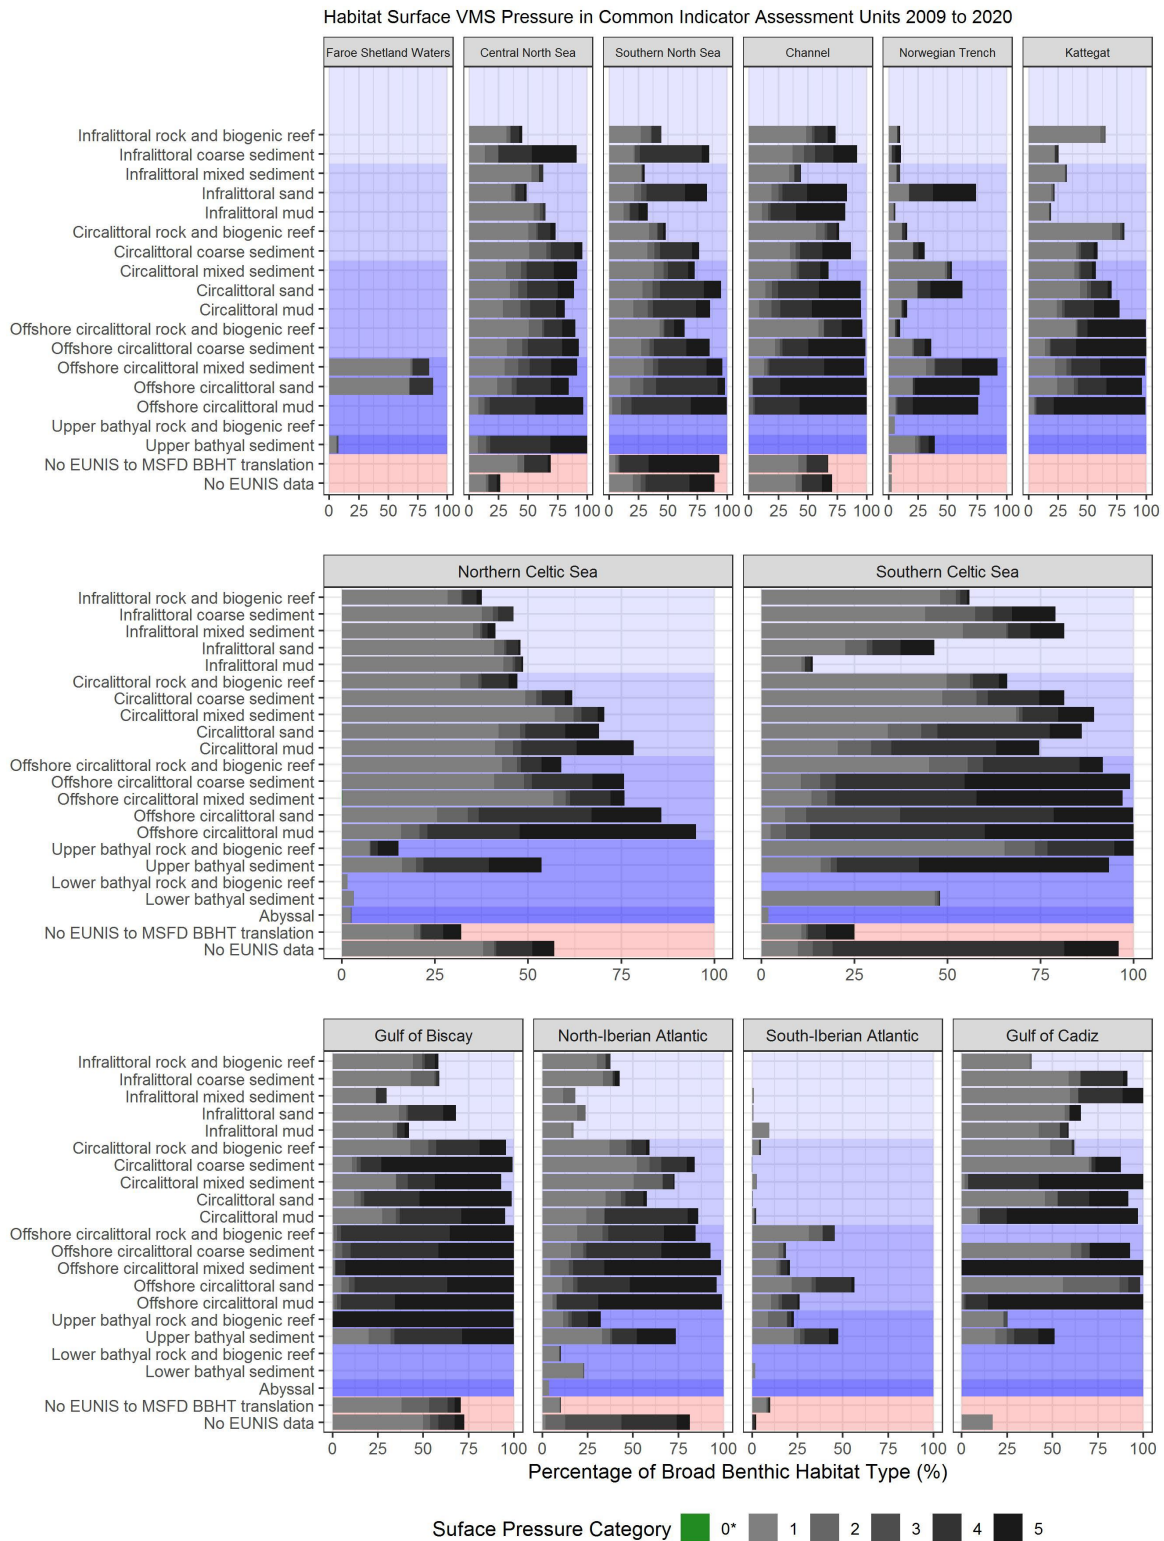 Habitat Surface VMS Pressure in Common Indicator Assessment Units 2009 to 2020
Faroe Shetland Waters Central North Sea Southern North Sea Channel Norwegian Trench Kattegat
Infralittoral rock and biogenic reef
Infralittoral coarse sediment
Infralittoral mixed sediment
Infralittoral sand
Infralittoral mud
Circalittoral rock and biogenic reef
Circalittoral coarse sediment
Circalittoral mixed sediment
Circalittoral sand
Circalittoral mud
Offshore circalittoral rock and biogenic reef
Offshore circalittoral coarse sediment
Offshore circalittoral mixed sediment
Offshore circalittoral sand
Offshore circalittoral mud
Upper bathyal rock and biogenic reef
Upper bathyal sediment
No EUNIS to MSFD BBHT translation
No EUNIS data
0 25 50 75 100 0 25 50 75 100 0 25 50 75 100 0 25 50 75 100 0 25 50 75 100 0 25 50 75 100
Northern Celtic Sea Southern Celtic Sea
Infralittoral rock and biogenic reef
Infralittoral coarse sediment
Infralittoral mixed sediment
Infralittoral sand
Infralittoral mud
Circalittoral rock and biogenic reef
Circalittoral coarse sediment
Circalittoral mixed sediment
Circalittoral sand
Circalittoral mud
Offshore circalittoral rock and biogenic reef
Offshore circalittoral coarse sediment
Offshore circalittoral mixed sediment
Offshore circalittoral sand
Offshore circalittoral mud
Upper bathyal rock and biogenic reef
Upper bathyal sediment
Lower bathyal rock and biogenic reef
Lower bathyal sediment
Abyssal
No EUNIS to MSFD BBHT translation
No EUNIS data
0 25 50 75 100 0 25 50 75 100
Gulf of Biscay North-Iberian Atlantic South-Iberian Atlantic Gulf of Cadiz
Infralittoral rock and biogenic reef
Infralittoral coarse sediment
Infralittoral mixed sediment
Infralittoral sand
Infralittoral mud
Circalittoral rock and biogenic reef
Circalittoral coarse sediment
Circalittoral mixed sediment
Circalittoral sand
Circalittoral mud
Offshore circalittoral rock and biogenic reef
Offshore circalittoral coarse sediment
Offshore circalittoral mixed sediment
Offshore circalittoral sand
Offshore circalittoral mud
Upper bathyal rock and biogenic reef
Upper bathyal sediment
Lower bathyal rock and biogenic reef
Lower bathyal sediment
Abyssal
No EUNIS to MSFD BBHT translation
No EUNIS data
0 25 50 75 100 0 25 50 75 100 0 25 50 75 100 0 25 50 75 100
Percentage of Broad Benthic Habitat Type (%)
Suface Pressure Category 0* 1 2 3 4 5